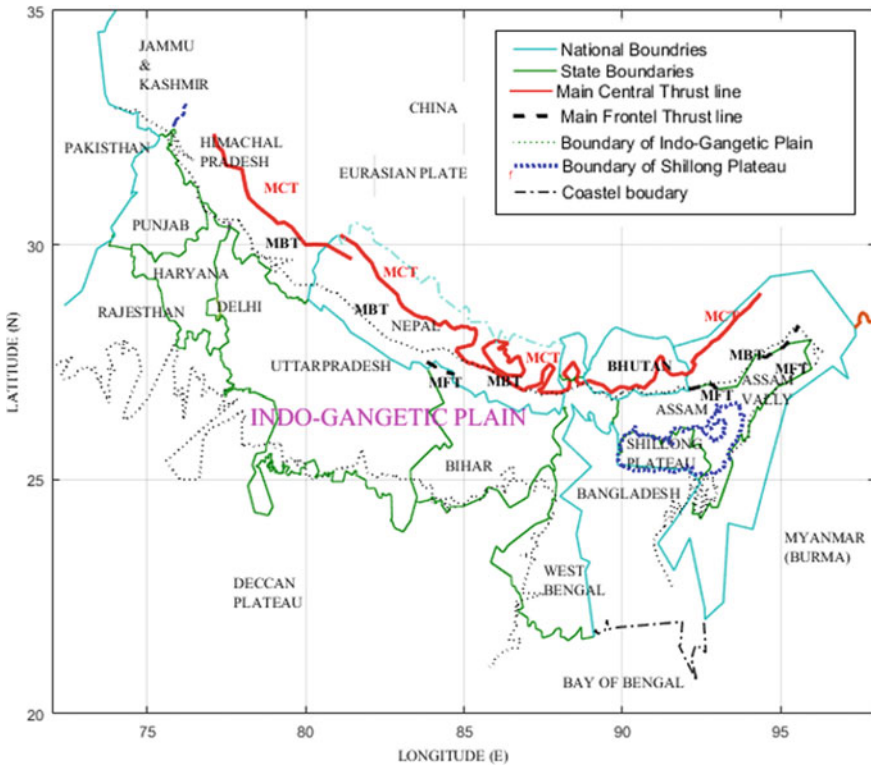 35
30
25
20
75
80
85
90
95
LATITUDE (N)
LONGITUDE (E)
National Boundries
State Boundaries
Main Central Thrust line
Main Frontel Thrust line
Boundary of Indo-Gangetic Plain
Boundary of Shillong Plateau
Coastel boudary
JAMMU
&
KASHMIR
CHINA
PAKISTHAN
HIMACHAL
PRADESH
EURASIAN PLATE
MCT
PUNJAB
MBT
HARYANA
MCT
RAJESTHAN
DELHI
MBT
NEPAL
MCT
UTTARPRADESH
MCT
BHUTAN
MBT
MFT
MBT
MFT
MFT
ASSAM
VALLY
ASSAM
INDO-GANGETIC PLAIN
SHILLONG
PLATEAU
BIHAR
BANGLADESH
MYANMAR
(BURMA)
DECCAN
PLATEAU
WEST
BENGAL
BAY OF BENGAL